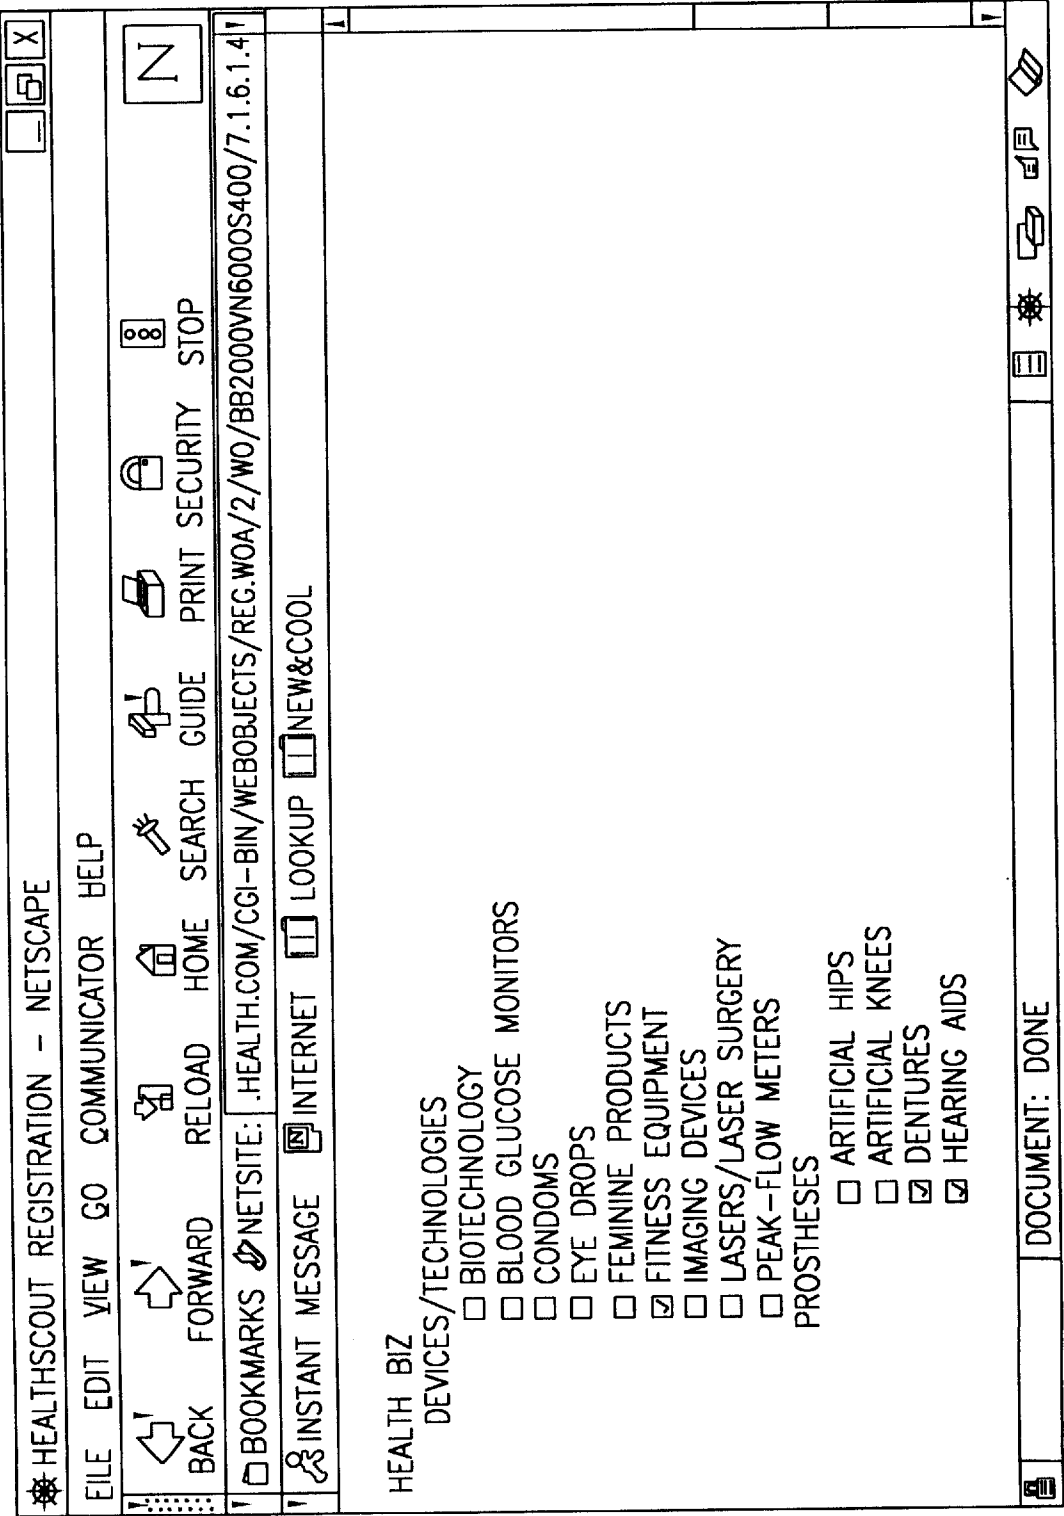 HEALTHSCOUT REGISTRATION – NETSCAPE
X
EILE EDIT VIEW GO COMMUNICATOR HELP
BACK FORWARD RELOAD HOME SEARCH GUIDE PRINT SECURITY STOP
N
BOOKMARKS NETSITE: .HEALTH.COM/CGI-BIN/WEBOBJECTS/REG.WOA/2/WO/BB2000VN6000S400/7.1.6.1.4
INSTANT MESSAGE N INTERNET LOOKUP NEW&COOL
HEALTH BIZ
DEVICES/TECHNOLOGIES
BIOTECHNOLOGY
BLOOD GLUCOSE MONITORS
CONDOMS
EYE DROPS
FEMININE PRODUCTS
FITNESS EQUIPMENT
IMAGING DEVICES
LASERS/LASER SURGERY
PEAK-FLOW METERS
PROSTHESES
ARTIFICIAL HIPS
ARTIFICIAL KNEES
DENTURES
HEARING AIDS
DOCUMENT: DONE